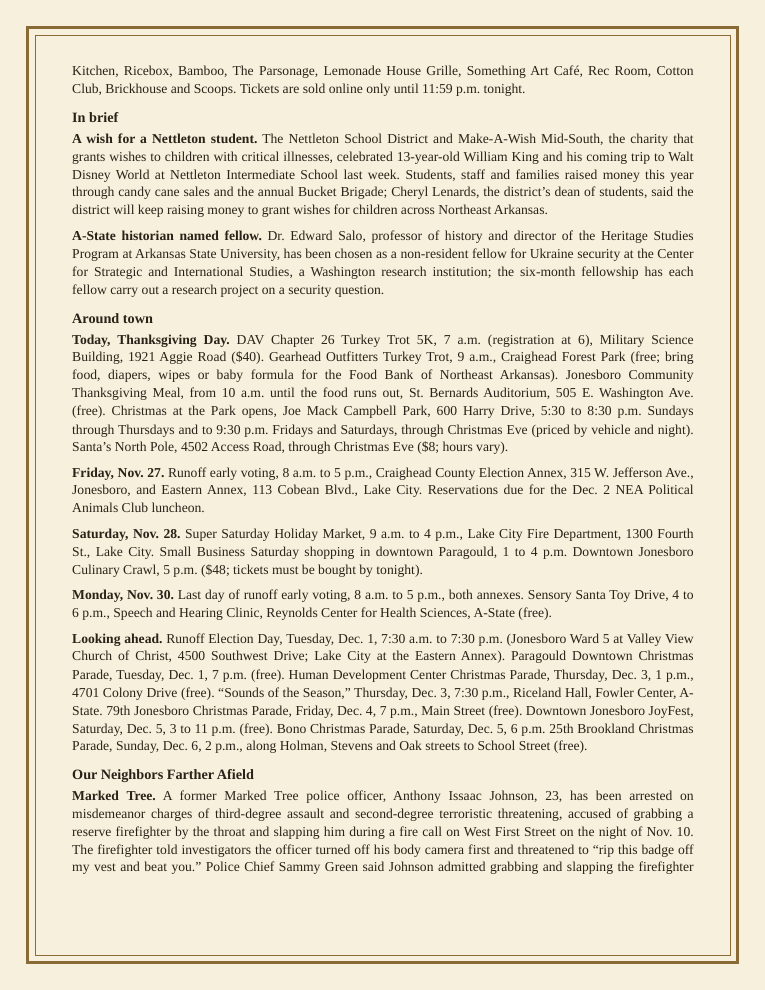 Kitchen, Ricebox, Bamboo, The Parsonage, Lemonade House Grille, Something Art Café, Rec Room, Cotton
Club, Brickhouse and Scoops. Tickets are sold online only until 11:59 p.m. tonight.
In brief
A wish for a Nettleton student. The Nettleton School District and Make-A-Wish Mid-South, the charity that
grants wishes to children with critical illnesses, celebrated 13-year-old William King and his coming trip to Walt
Disney World at Nettleton Intermediate School last week. Students, staff and families raised money this year
through candy cane sales and the annual Bucket Brigade; Cheryl Lenards, the district’s dean of students, said the
district will keep raising money to grant wishes for children across Northeast Arkansas.
A-State historian named fellow. Dr. Edward Salo, professor of history and director of the Heritage Studies
Program at Arkansas State University, has been chosen as a non-resident fellow for Ukraine security at the Center
for Strategic and International Studies, a Washington research institution; the six-month fellowship has each
fellow carry out a research project on a security question.
Around town
Today, Thanksgiving Day. DAV Chapter 26 Turkey Trot 5K, 7 a.m. (registration at 6), Military Science
Building, 1921 Aggie Road ($40). Gearhead Outfitters Turkey Trot, 9 a.m., Craighead Forest Park (free; bring
food, diapers, wipes or baby formula for the Food Bank of Northeast Arkansas). Jonesboro Community
Thanksgiving Meal, from 10 a.m. until the food runs out, St. Bernards Auditorium, 505 E. Washington Ave.
(free). Christmas at the Park opens, Joe Mack Campbell Park, 600 Harry Drive, 5:30 to 8:30 p.m. Sundays
through Thursdays and to 9:30 p.m. Fridays and Saturdays, through Christmas Eve (priced by vehicle and night).
Santa’s North Pole, 4502 Access Road, through Christmas Eve ($8; hours vary).
Friday, Nov. 27. Runoff early voting, 8 a.m. to 5 p.m., Craighead County Election Annex, 315 W. Jefferson Ave.,
Jonesboro, and Eastern Annex, 113 Cobean Blvd., Lake City. Reservations due for the Dec. 2 NEA Political
Animals Club luncheon.
Saturday, Nov. 28. Super Saturday Holiday Market, 9 a.m. to 4 p.m., Lake City Fire Department, 1300 Fourth
St., Lake City. Small Business Saturday shopping in downtown Paragould, 1 to 4 p.m. Downtown Jonesboro
Culinary Crawl, 5 p.m. ($48; tickets must be bought by tonight).
Monday, Nov. 30. Last day of runoff early voting, 8 a.m. to 5 p.m., both annexes. Sensory Santa Toy Drive, 4 to
6 p.m., Speech and Hearing Clinic, Reynolds Center for Health Sciences, A-State (free).
Looking ahead. Runoff Election Day, Tuesday, Dec. 1, 7:30 a.m. to 7:30 p.m. (Jonesboro Ward 5 at Valley View
Church of Christ, 4500 Southwest Drive; Lake City at the Eastern Annex). Paragould Downtown Christmas
Parade, Tuesday, Dec. 1, 7 p.m. (free). Human Development Center Christmas Parade, Thursday, Dec. 3, 1 p.m.,
4701 Colony Drive (free). “Sounds of the Season,” Thursday, Dec. 3, 7:30 p.m., Riceland Hall, Fowler Center, A-
State. 79th Jonesboro Christmas Parade, Friday, Dec. 4, 7 p.m., Main Street (free). Downtown Jonesboro JoyFest,
Saturday, Dec. 5, 3 to 11 p.m. (free). Bono Christmas Parade, Saturday, Dec. 5, 6 p.m. 25th Brookland Christmas
Parade, Sunday, Dec. 6, 2 p.m., along Holman, Stevens and Oak streets to School Street (free).
Our Neighbors Farther Afield
Marked Tree. A former Marked Tree police officer, Anthony Issaac Johnson, 23, has been arrested on
misdemeanor charges of third-degree assault and second-degree terroristic threatening, accused of grabbing a
reserve firefighter by the throat and slapping him during a fire call on West First Street on the night of Nov. 10.
The firefighter told investigators the officer turned off his body camera first and threatened to “rip this badge off
my vest and beat you.” Police Chief Sammy Green said Johnson admitted grabbing and slapping the firefighter